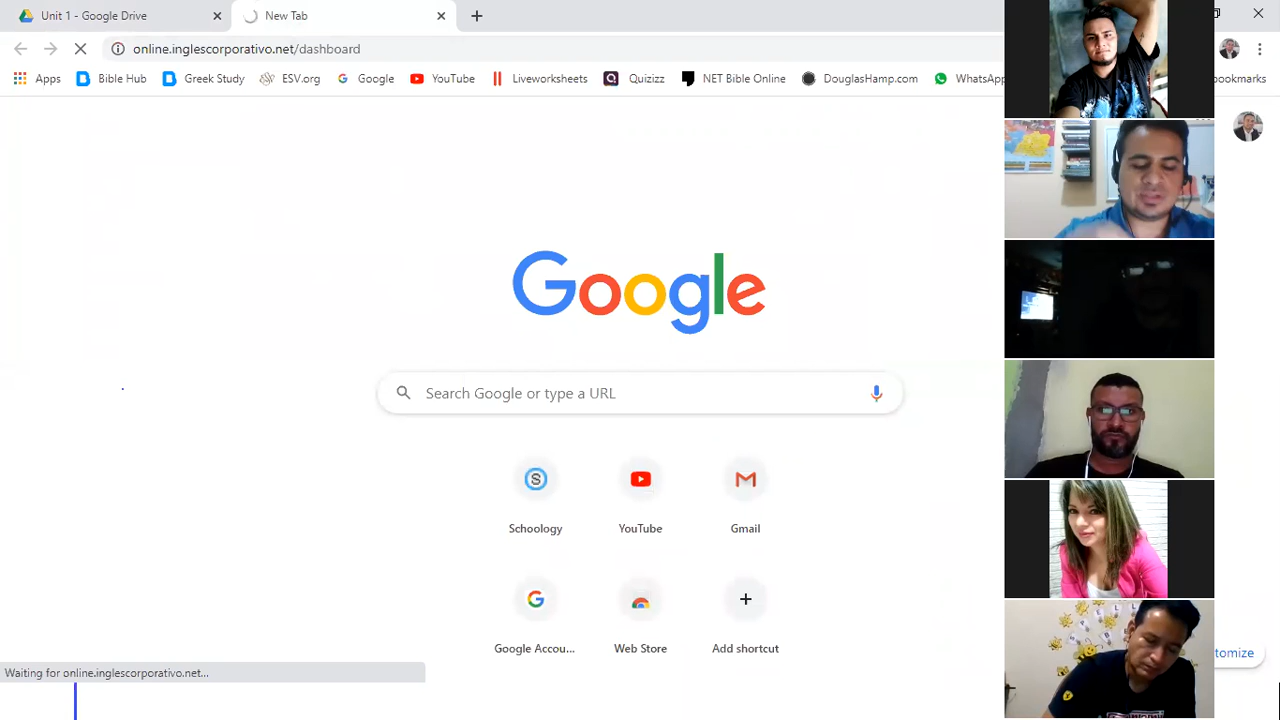 Unit 1 - Google Drive
New Tab
online.inglescorporativo.net/dashboard
Apps
Bible Hub
Greek Study
ESV.org
Google
YouTube
Liveworksheets
Quizizz
NET Bible Online
DouglasHamp.com
WhatsApp
bookmarks
Google
Search Google or type a URL
Schoology
YouTube
Gmail
Google Accou...
Web Store
Add shortcut
tomize
Waiting for online.inglescorporativo.net...